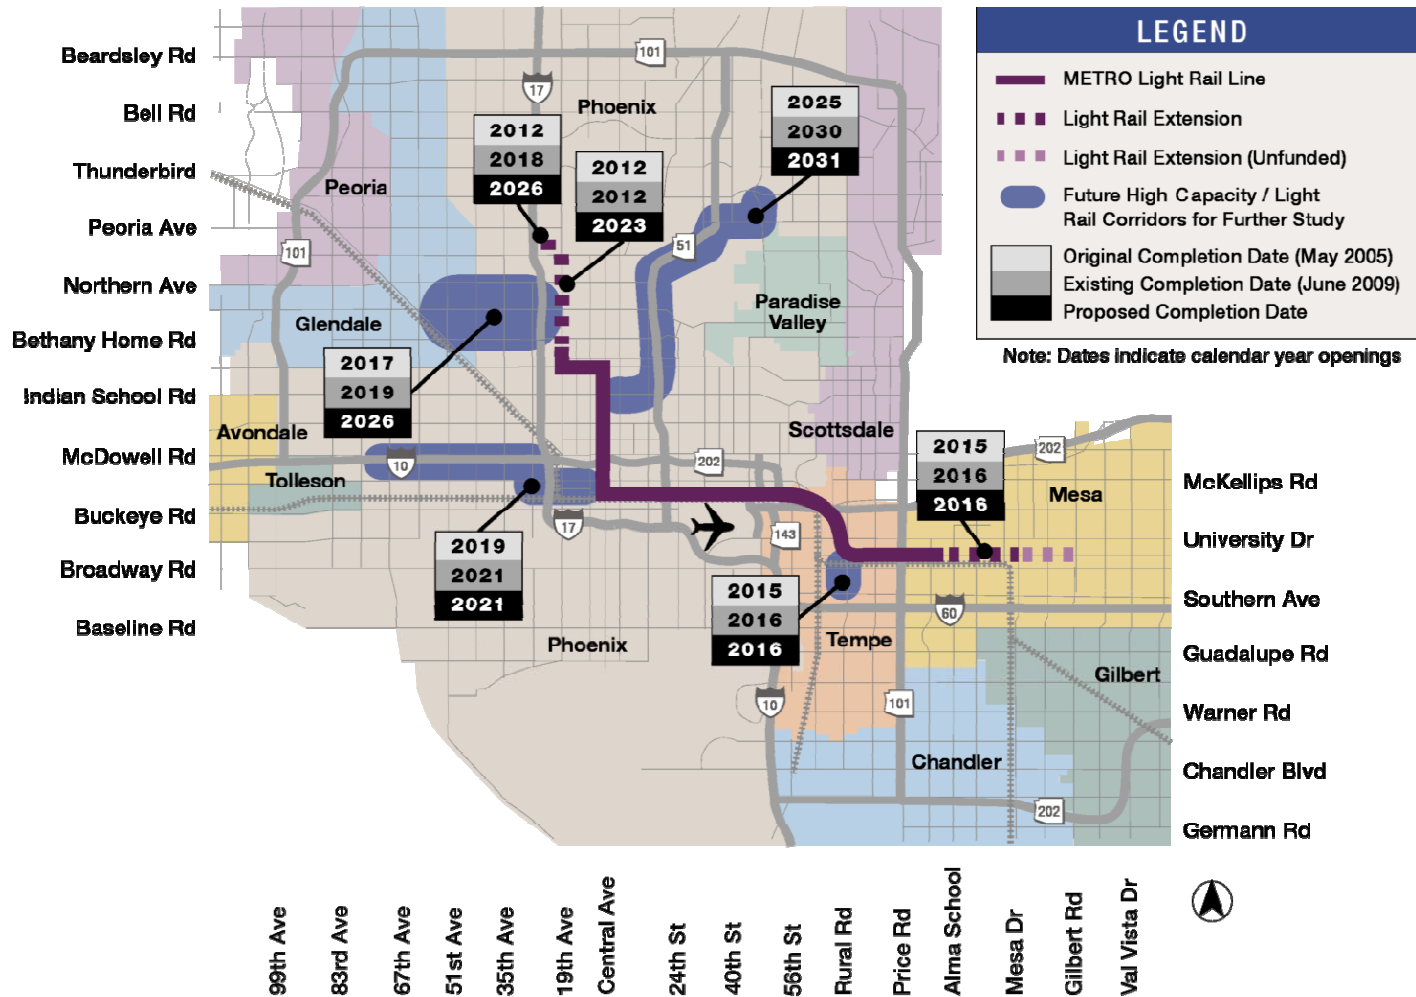 LEGEND
METRO Light Rail Line
Light Rail Extension
Light Rail Extension (Unfunded)
Future High Capacity / Light
Rail Corridors for Further Study
Original Completion Date (May 2005)
Existing Completion Date (June 2009)
Proposed Completion Date
Note: Dates indicate calendar year openings
Beardsley Rd
Bell Rd
Thunderbird
Peoria Ave
Northern Ave
Bethany Home Rd
Indian School Rd
McDowell Rd
Buckeye Rd
Broadway Rd
Baseline Rd
101
17
Phoenix
2025
2030
2031
2012
2018
2026
2012
2012
2023
Peoria
101
51
Paradise
Valley
Glendale
2017
2019
2026
Avondale
Scottsdale
10
202
Tolleson
2015
2016
2016
202
Mesa
17
143
2019
2021
2021
2015
2016
2016
60
Phoenix
Tempe
Gilbert
10
101
Chandler
202
McKellips Rd
University Dr
Southern Ave
Guadalupe Rd
Warner Rd
Chandler Blvd
Germann Rd
99th Ave
83rd Ave
67th Ave
51st Ave
35th Ave
19th Ave
Central Ave
24th St
40th St
56th St
Rural Rd
Price Rd
Alma School
Mesa Dr
Gilbert Rd
Val Vista Dr